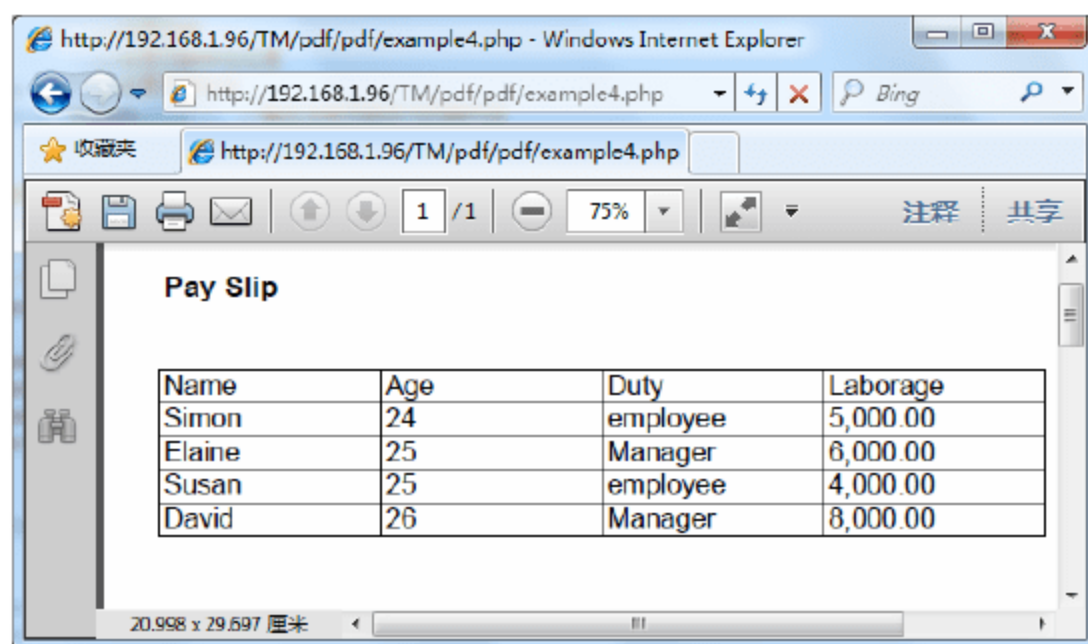 http://192.168.1.96/TM/pdf/pdf/example4.php - Windows Internet Explorer
http://192.168.1.96/TM/pdf/pdf/example4.php Bing
收藏夹 http://192.168.1.96/TM/pdf/pdf/example4.php
1 /1 75% 注释 共享
Pay Slip
Name Age Duty Laborage
Simon 24 employee 5,000.00
Elaine 25 Manager 6,000.00
Susan 25 employee 4,000.00
David 26 Manager 8,000.00
20.998 x 29.697 厘米